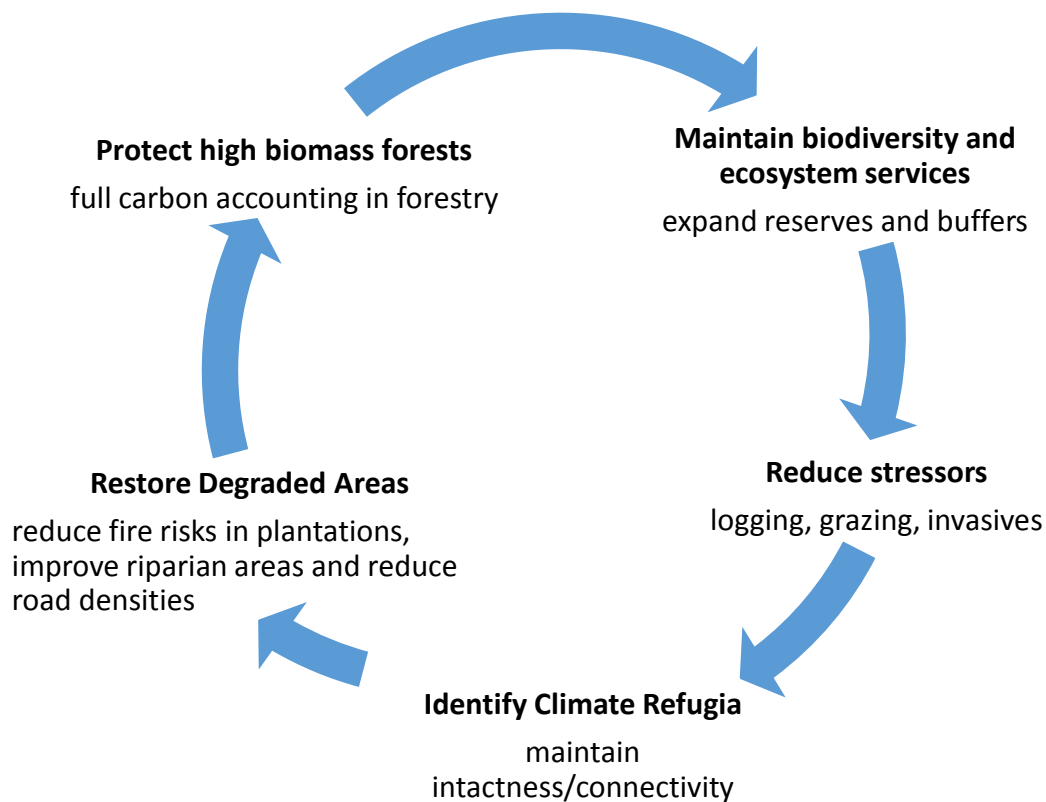 Protect high biomass forests
full carbon accounting in forestry
Maintain biodiversity and
ecosystem services
expand reserves and buffers
Reduce stressors
logging, grazing, invasives
Identify Climate Refugia
maintain
intactness/connectivity
Restore Degraded Areas
reduce fire risks in plantations,
improve riparian areas and reduce
road densities